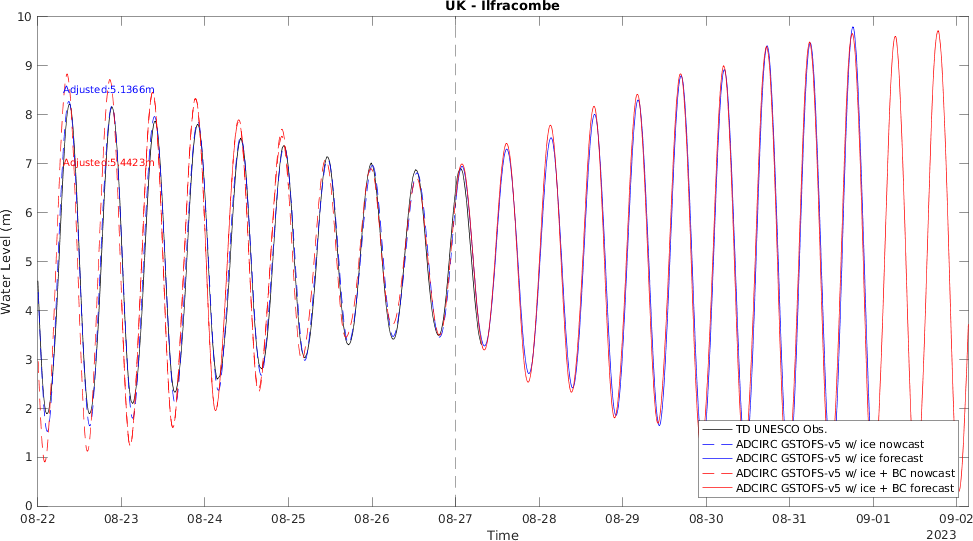 UK - Ilfracombe
10
9
8
7
6
5
4
3
2
1
0
Water Level (m)
Adjusted:5.1366m
Adjusted:5.4423m
TD UNESCO Obs.
ADCIRC GSTOFS-v5 w/ ice nowcast
ADCIRC GSTOFS-v5 w/ ice forecast
ADCIRC GSTOFS-v5 w/ ice + BC nowcast
ADCIRC GSTOFS-v5 w/ ice + BC forecast
08-22 08-23 08-24 08-25 08-26 08-27 08-28 08-29 08-30 08-31 09-01 09-02
Time
2023